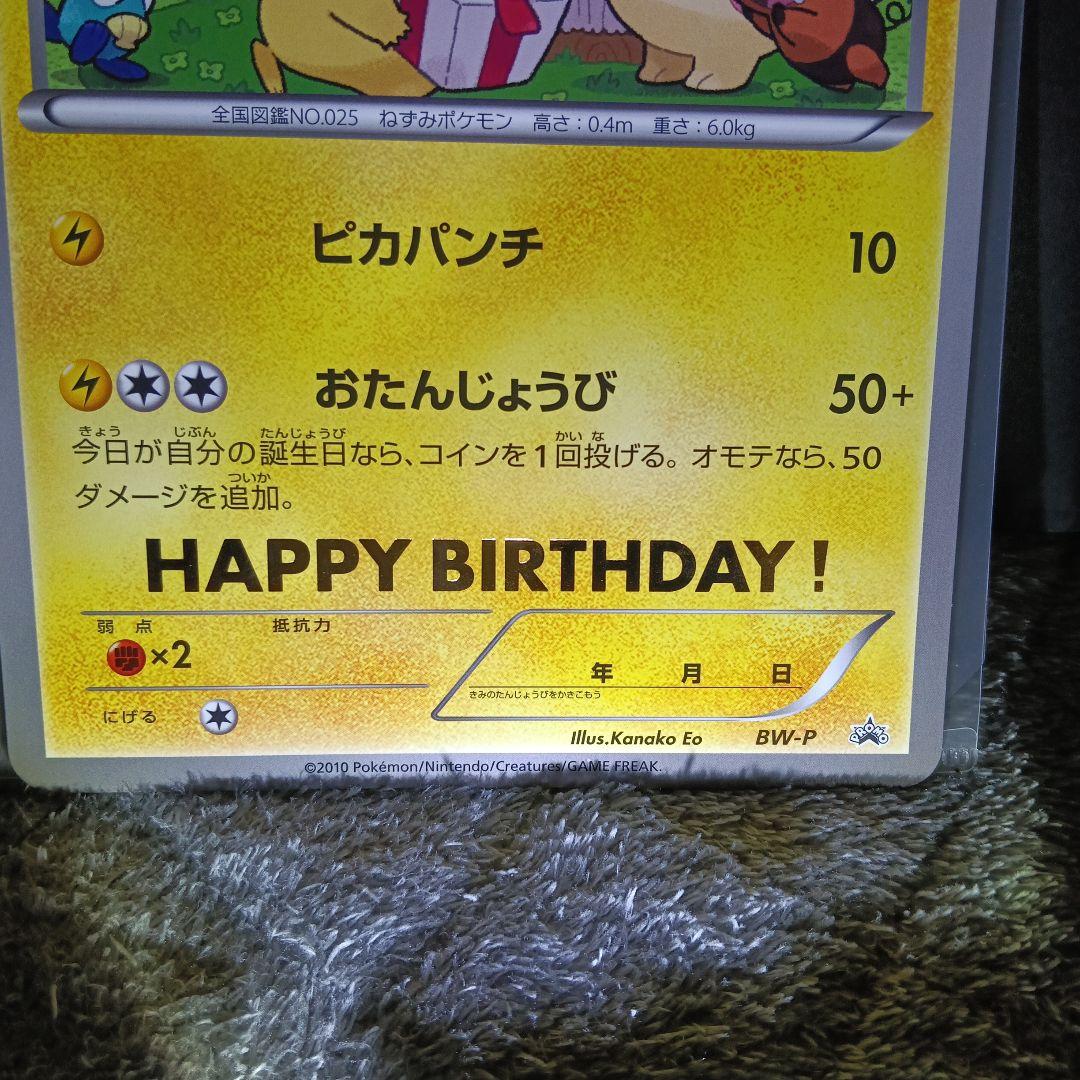 全国図鑑NO.025 ねずみポケモン 高さ：0.4m 重さ：6.0kg
ピカパンチ 10
おたんじょうび 50+
きょう じぶん たんじょうび かい な
今日が自分の誕生日なら、コインを1回投げる。オモテなら、50
ついか
ダメージを追加。
HAPPY BIRTHDAY!
弱点 抵抗力
×2
年 月 日
きみのたんじょうびをかきこもう
にげる
Illus.Kanako Eo BW-P PROMO
©2010 Pokémon/Nintendo/Creatures/GAME FREAK.